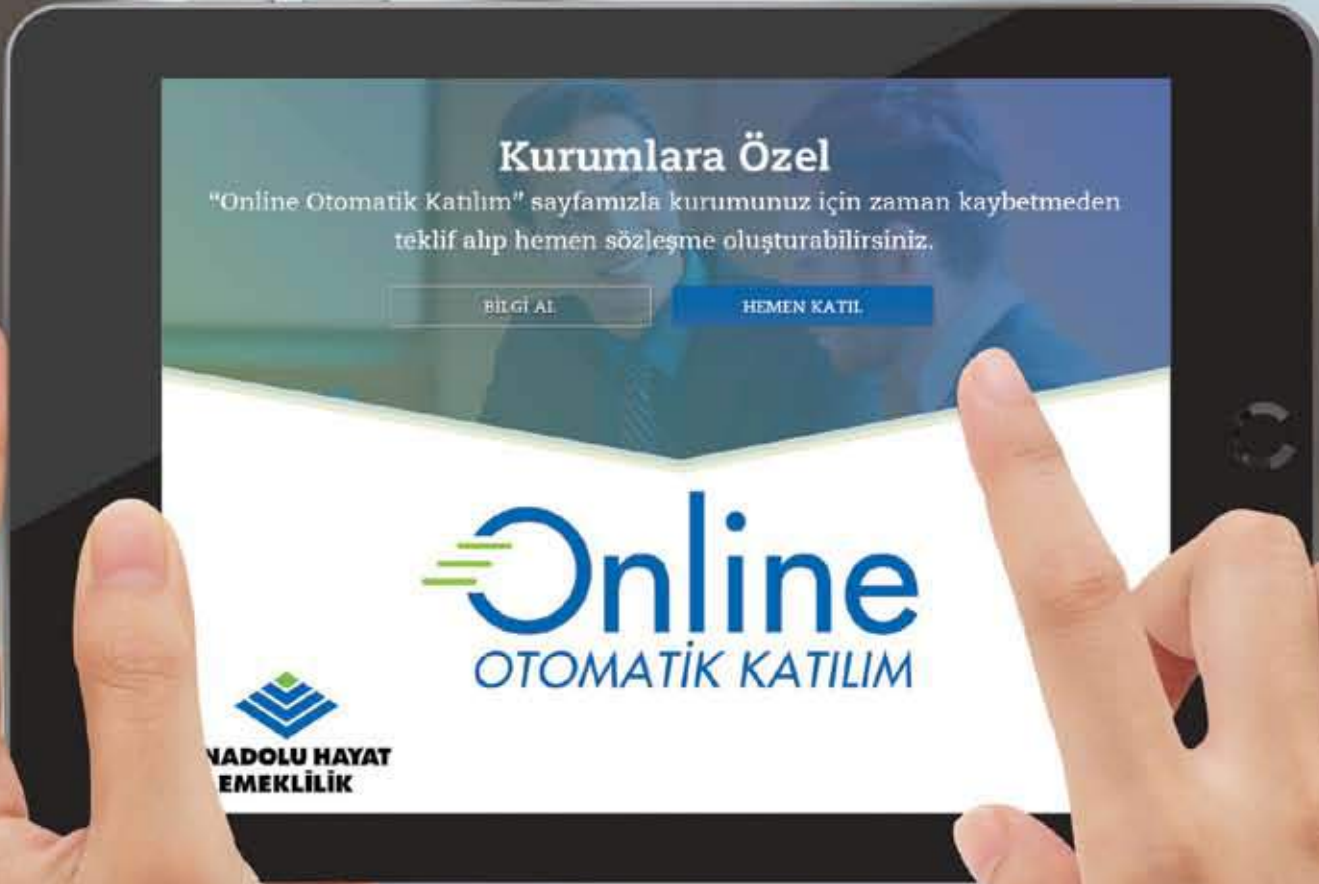 Kurumlara Özel
“Online Otomatik Katılım” sayfamızla kurumunuz için zaman kaybetmeden
teklif alıp hemen sözleşme oluşturabilirsiniz.
BİLGİ AL
HEMEN KATIL
Online
OTOMATİK KATILIM
NADOLU HAYAT
EMEKLİLİK